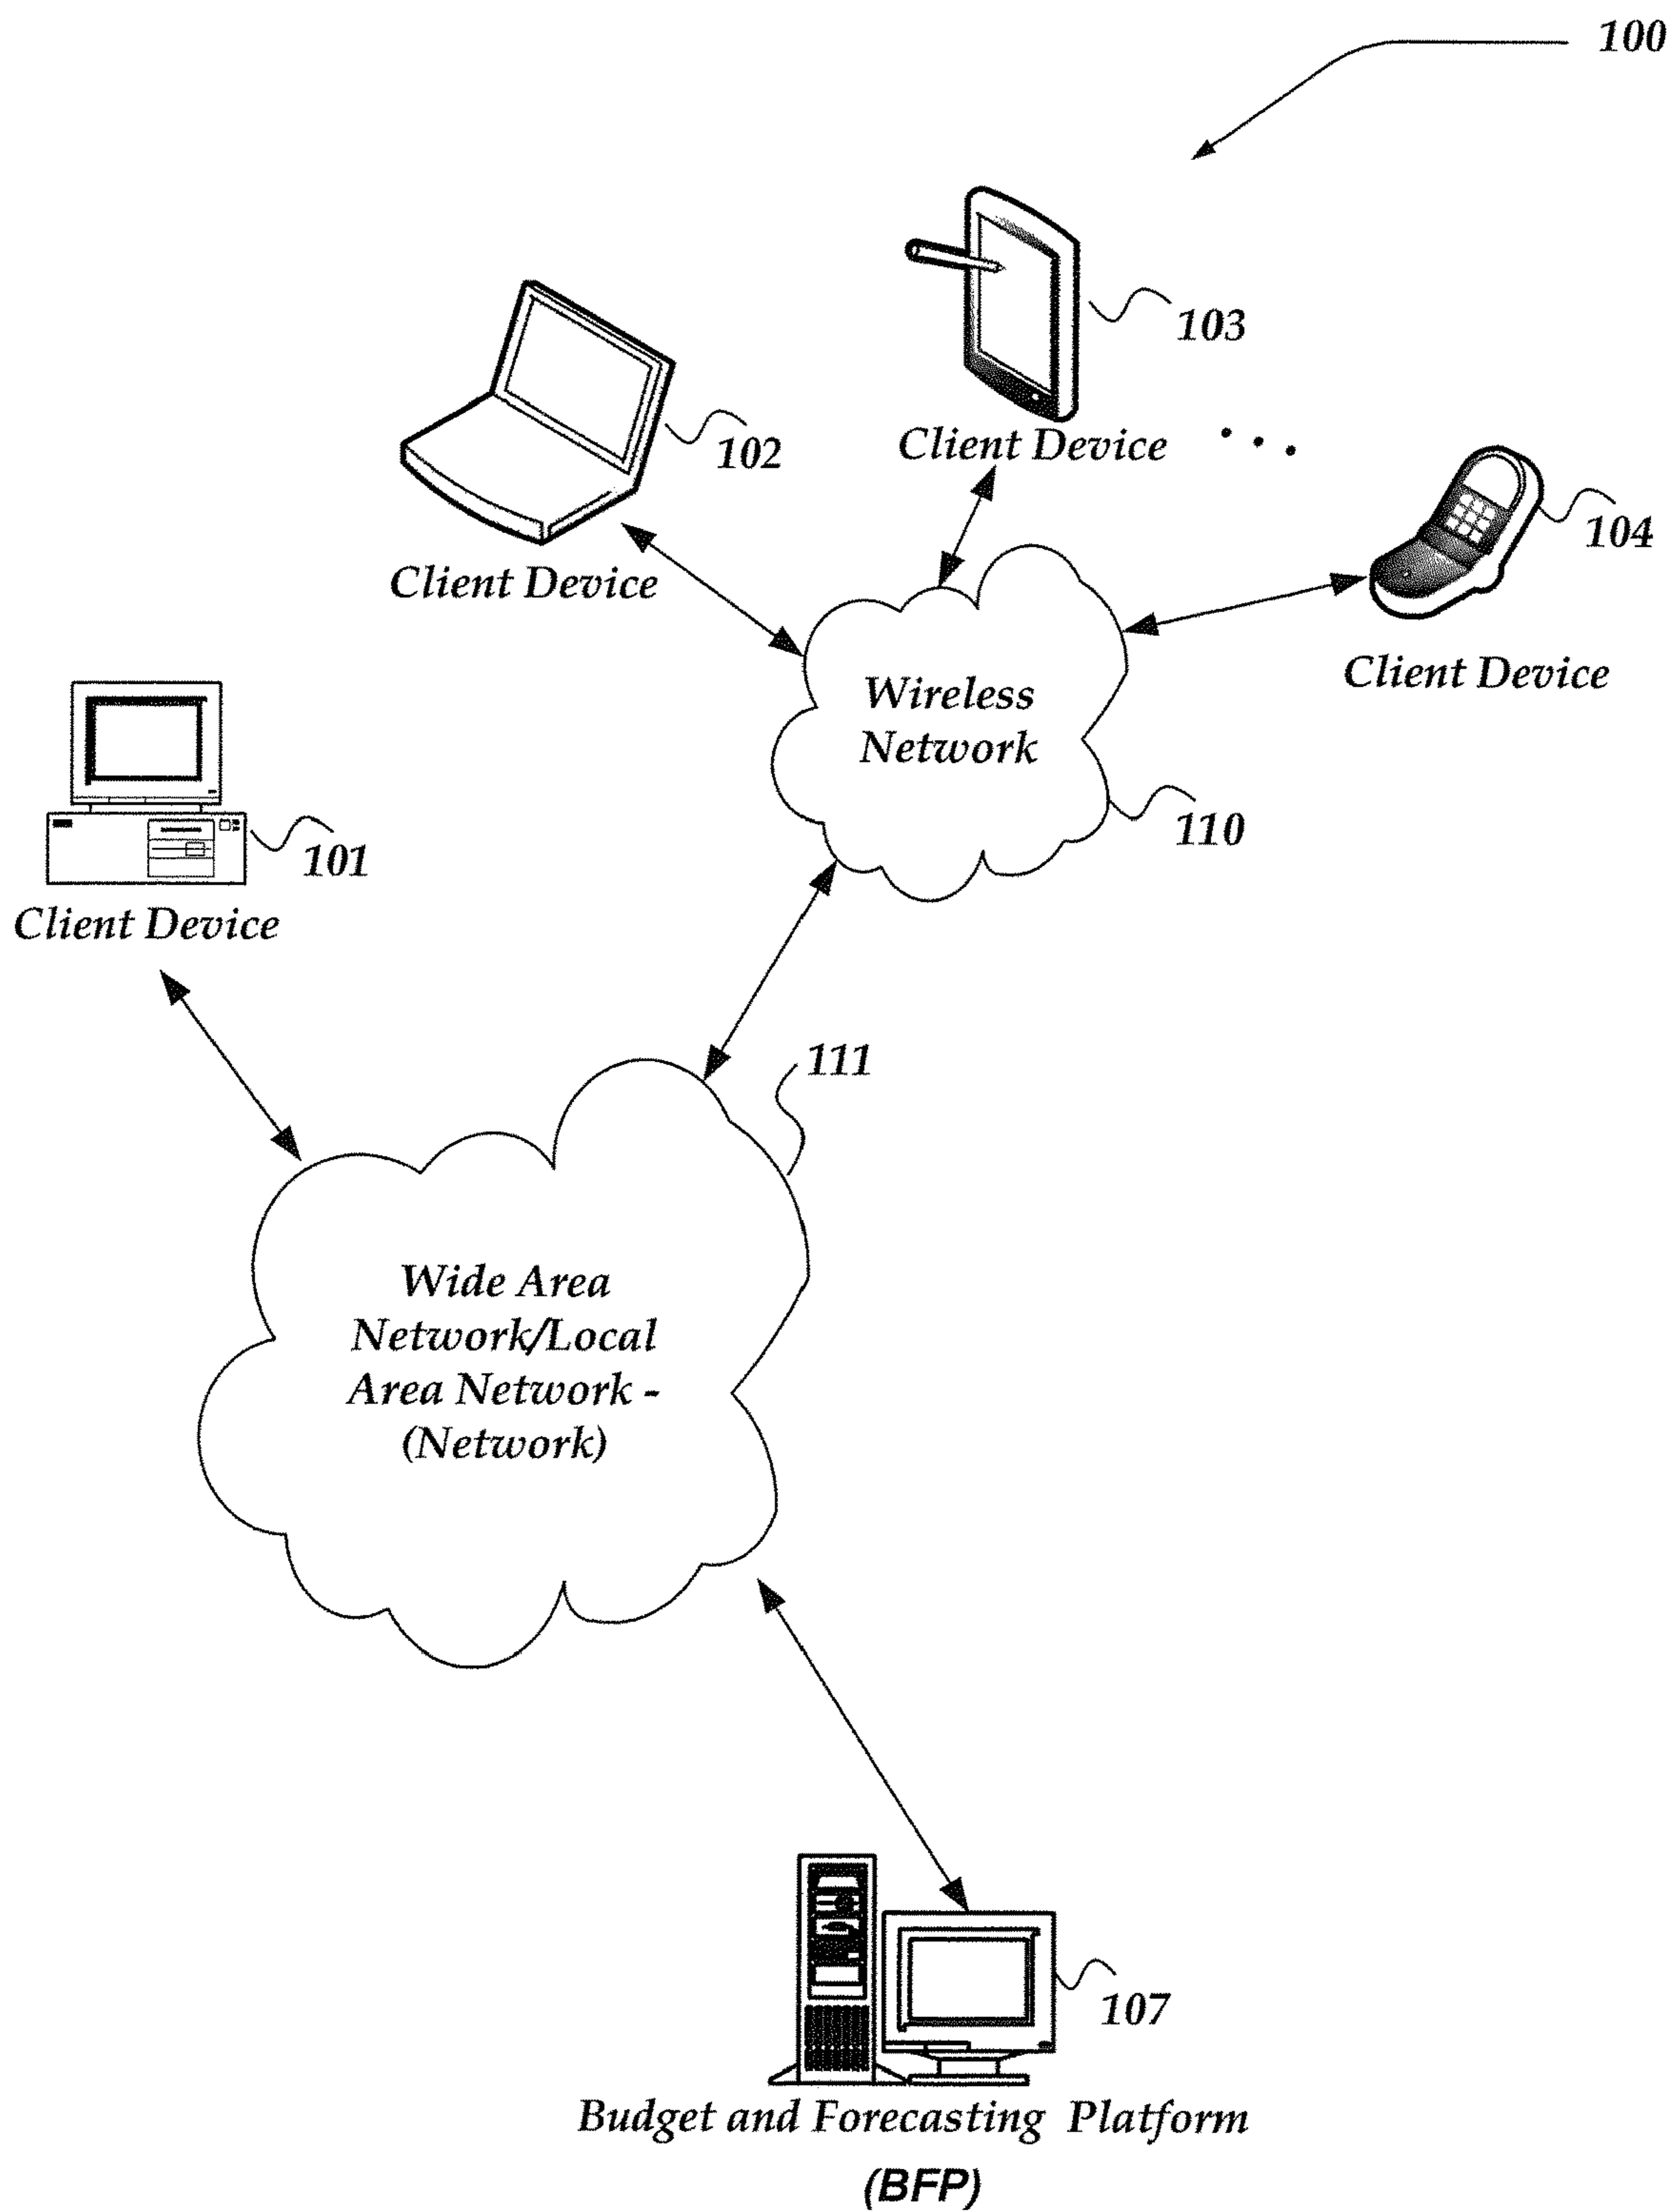 100
103
Client Device
. . .
102
104
Client Device
Client Device
Wireless
Network
110
101
Client Device
111
Wide Area
Network/Local
Area Network -
(Network)
107
Budget and Forecasting Platform
(BFP)